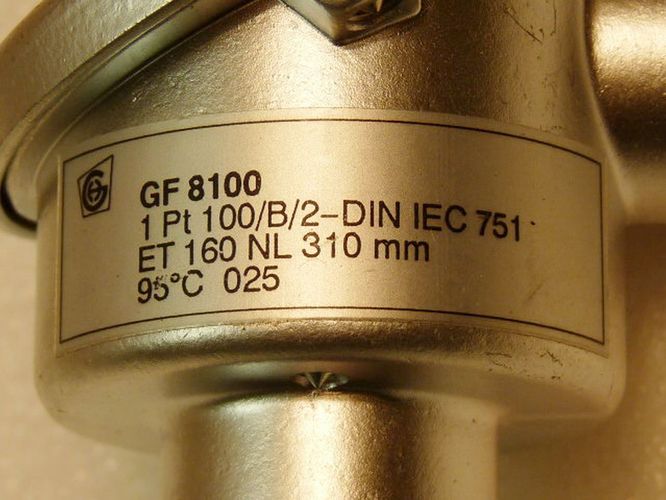 GF 8100
1 Pt 100/B/2-DIN IEC 751
ET 160 NL 310 mm
95°C 025